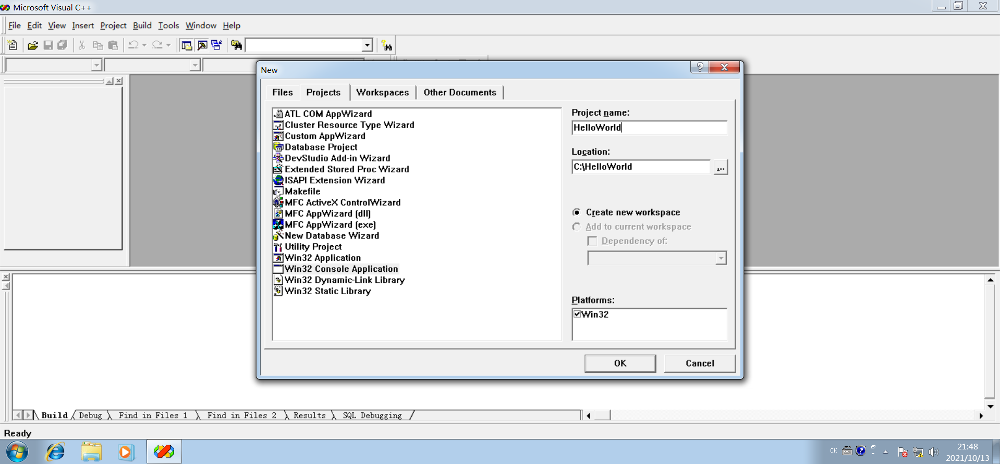 Microsoft Visual C++
File Edit View Insert Project Build Tools Window Help
New
Files Projects Workspaces Other Documents
ATL COM AppWizard
Cluster Resource Type Wizard
Custom AppWizard
Database Project
DevStudio Add-in Wizard
Extended Stored Proc Wizard
ISAPI Extension Wizard
Makefile
MFC ActiveX ControlWizard
MFC AppWizard (dll)
MFC AppWizard (exe)
New Database Wizard
Utility Project
Win32 Application
Win32 Console Application
Win32 Dynamic-Link Library
Win32 Static Library
Project name:
HelloWorld
Location:
C:\HelloWorld
...
Create new workspace
Add to current workspace
Dependency of:
Platforms:
Win32
OK Cancel
Build Debug Find in Files 1 Find in Files 2 Results SQL Debugging
Ready
CH
21:48
2021/10/13